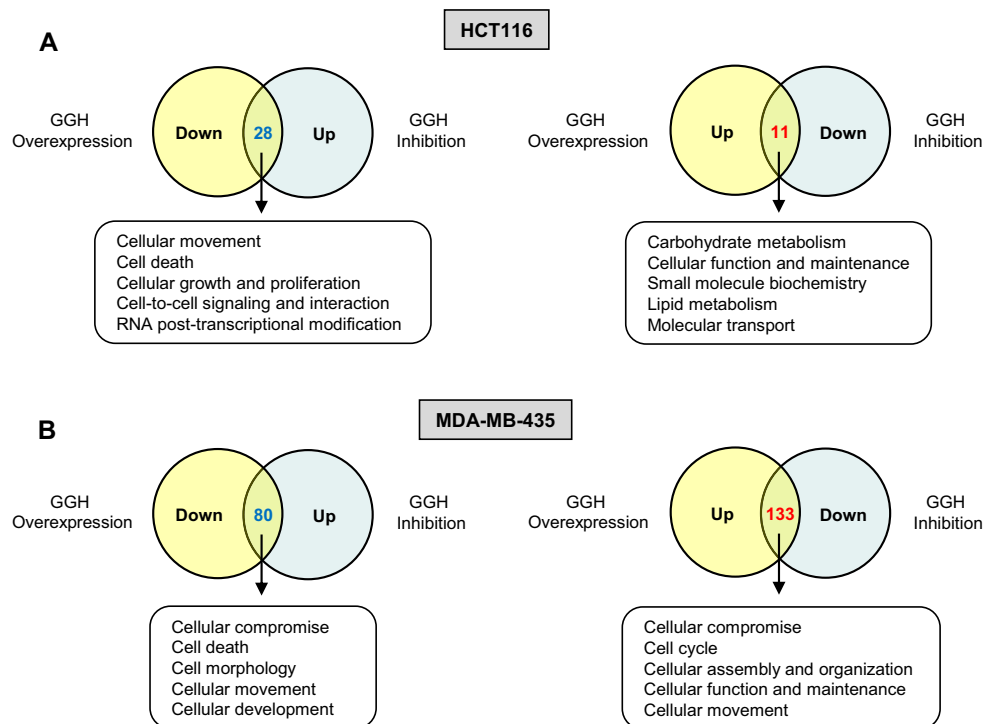 A
HCT116
GGH
Overexpression
Down
28
Up
GGH
Inhibition
Cellular movement
Cell death
Cellular growth and proliferation
Cell-to-cell signaling and interaction
RNA post-transcriptional modification
GGH
Overexpression
Up
11
Down
GGH
Inhibition
Carbohydrate metabolism
Cellular function and maintenance
Small molecule biochemistry
Lipid metabolism
Molecular transport
B
MDA-MB-435
GGH
Overexpression
Down
80
Up
GGH
Inhibition
Cellular compromise
Cell death
Cell morphology
Cellular movement
Cellular development
GGH
Overexpression
Up
133
Down
GGH
Inhibition
Cellular compromise
Cell cycle
Cellular assembly and organization
Cellular function and maintenance
Cellular movement